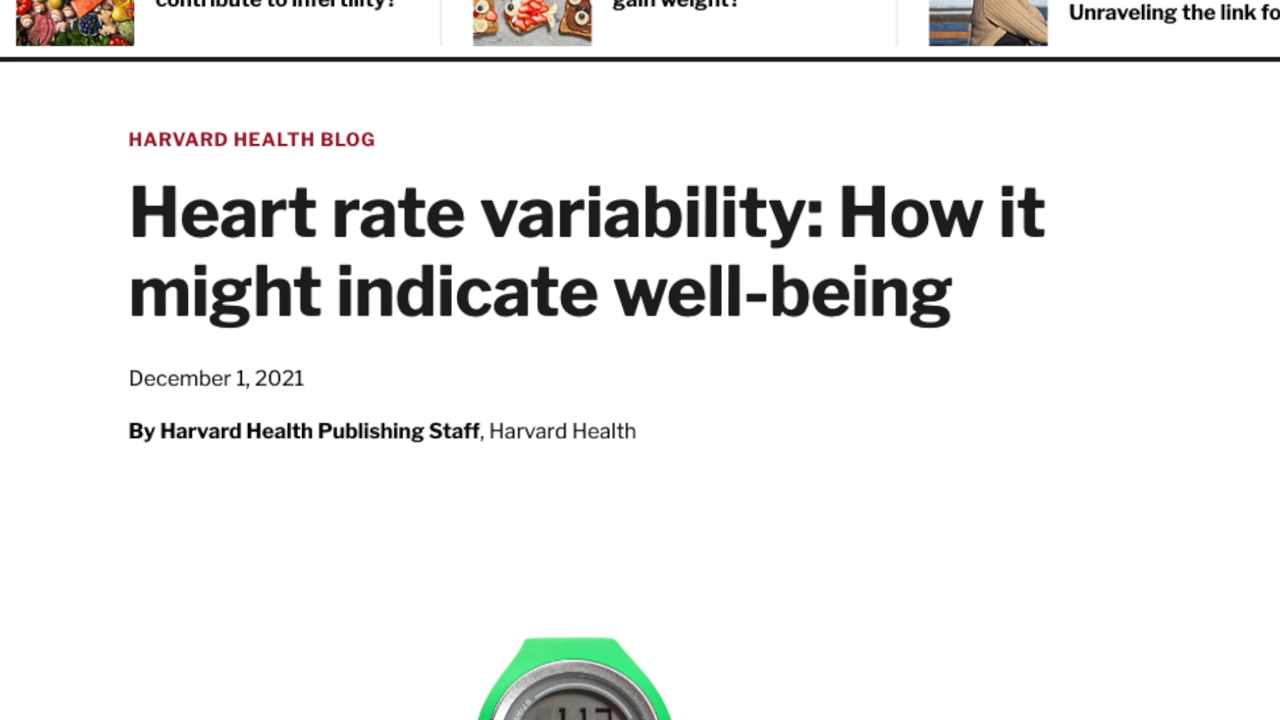 contribute to infertility?
gain weight?
Unraveling the link fo
HARVARD HEALTH BLOG
Heart rate variability: How it
might indicate well-being
December 1, 2021
By Harvard Health Publishing Staff, Harvard Health
117